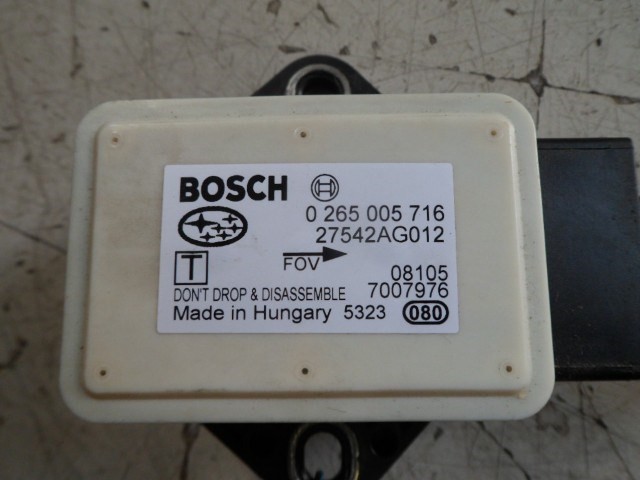 BOSCH
0 265 005 716
27542AG012
T
FOV
08105
DON'T DROP & DISASSEMBLE 7007976
Made in Hungary 5323 080